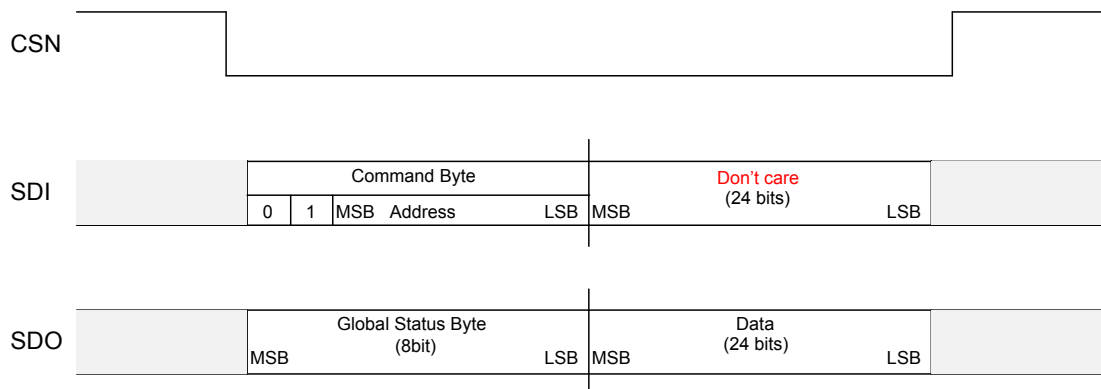 CSN
SDI
Command Byte
0 1 MSB Address LSB
Don't care
(24 bits)
MSB LSB
SDO
Global Status Byte
(8bit)
MSB LSB
Data
(24 bits)
MSB LSB